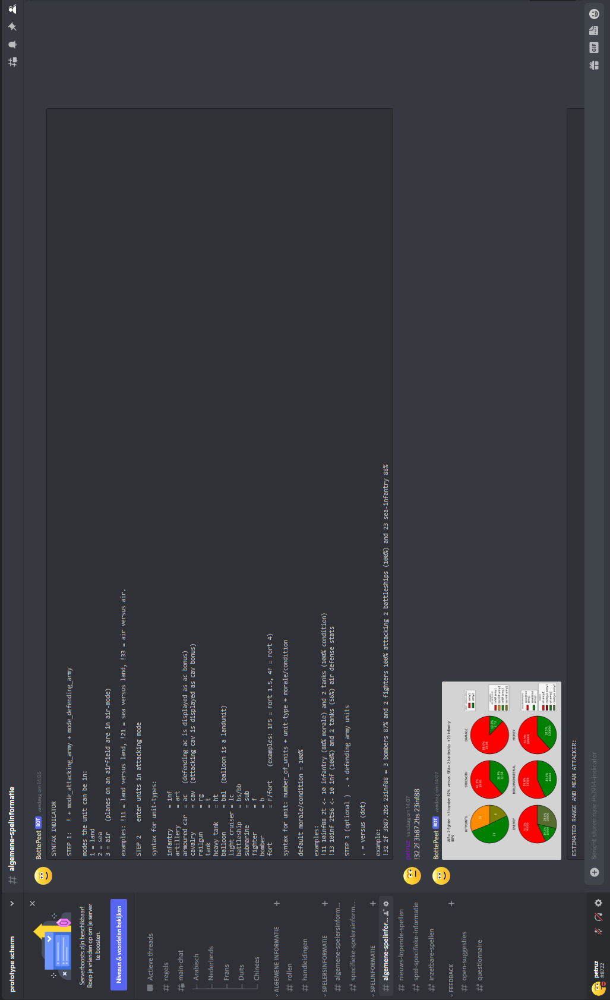 prototype scherm
Serverboosts zijn beschikbaar!
Roep je vrienden op om je server
te boosten.
Niveaus & voordelen bekijken
Actieve threads
regels
main-chat
Arabisch
Nederlands
Frans
Duits
Chinees
ALGEMENE INFORMATIE
rollen
handleidingen
SPELERSINFORMATIE
algemene-spelersinform...
specifieke-spelersinform...
SPELINFORMATIE
algemene-spelinfor...
nieuws-lopende-spellen
spel-specifieke-informatie
inzetbare-spellen
FEEDBACK
open-suggesties
questionnaire
petruz
#8722
algemene-spelinformatie
BottePeet BOT vandaag om 14:06
SYNTAX INDICATOR
STEP 1: ! + mode_attacking_army + mode_defending_army
modes the unit can be in:
1 = land
2 = sea
3 = air (planes on an airfield are in air-mode)
examples: !11 = land versus land, !21 = sea versus land, !33 = air versus air.
STEP 2 enter units in attacking mode
syntax for unit-types:
infantry = inf
artillery = art
armoured car = ac (defending ac is displayed as ac bonus)
cavalry = cav (attacking cav is displayed as cav bonus)
railgun = rg
tank = t
heavy tank = ht
balloon = bal (balloon is a landunit)
light cruiser = lc
battleship = bs/bb
submarine = sub
fighter = f
bomber = b
fort = F/fort (examples: 1F5 = Fort 1.5, 4F = Fort 4)
syntax for unit: number_of_units + unit-type + morale/condition
default morale/condition = 100%
examples:
!11 10inf88 2t <- 10 infantry (88% morale) and 2 tanks (100% condition)
!13 10inf 2t56 <- 10 inf (100%) and 2 tanks (56%) air defense stats
STEP 3 (optional ) . + defending army units
. = versus (dot)
example:
!32 2f 3b87.2bs 23inf88 ⬅ 3 bombers 87% and 2 fighters 100% attacking 2 battleships (100%) and 23 sea-infantry 88%
petruz vandaag om 14:07
!32 2f 3b87.2bs 23inf88
BottePeet BOT vandaag om 14:07
AIR= 2 fighter +3 bomber 87% versus SEA= 2 battleship +23 infantry
88%
HITPOINTS
STRENGTH
DAMAGE
14
23
ENERGY
BUILDINGMATERIAL
MONEY
ESTIMATED RANGE AND MEAN ATTACKER:
Bericht sturen naar #s1914-indicator
GIF